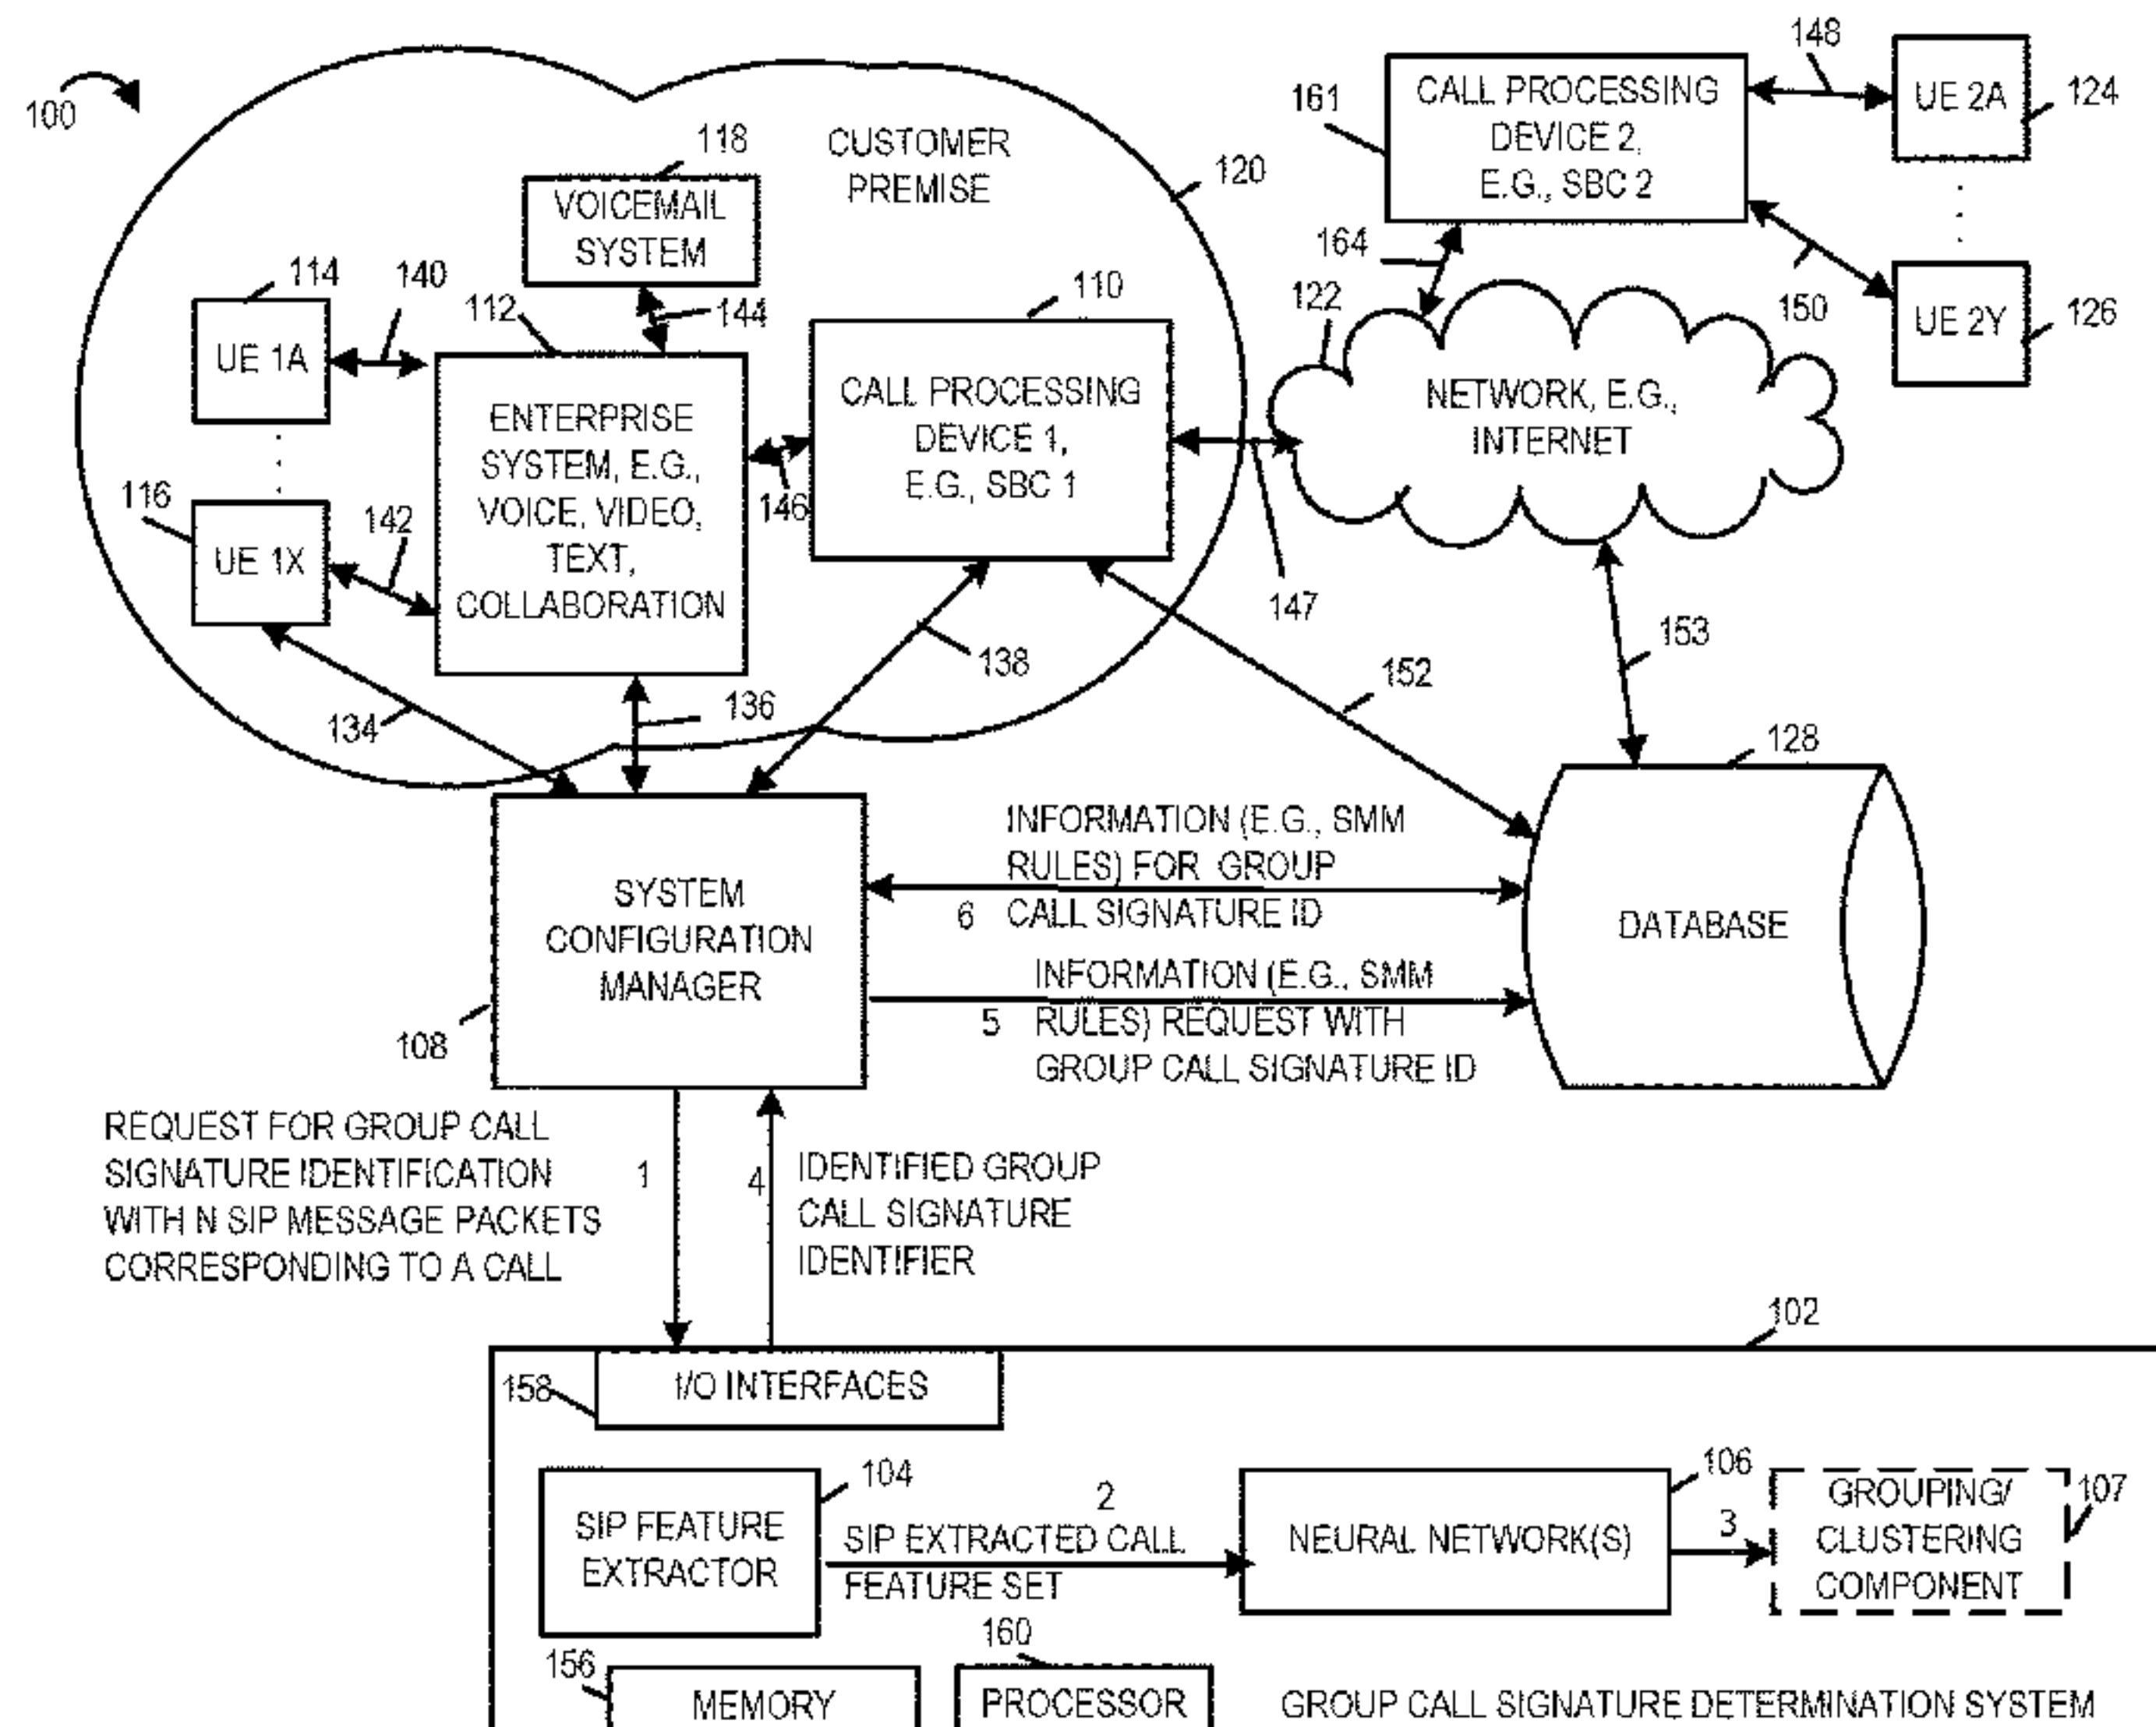 100
118
CUSTOMER
PREMISE
120
VOICEMAIL
SYSTEM
114
140
112
144
110
UE 1A
ENTERPRISE
SYSTEM, E.G.,
VOICE, VIDEO,
TEXT,
COLLABORATION
CALL PROCESSING
DEVICE 1,
E.G., SBC 1
116
142
146
UE 1X
147
134
136
138
148
161
CALL PROCESSING
DEVICE 2,
E.G., SBC 2
UE 2A
124
164
122
150
UE 2Y
126
NETWORK, E.G.,
INTERNET
153
152
128
SYSTEM
CONFIGURATION
MANAGER
108
INFORMATION (E.G., SMM
RULES) FOR GROUP
6 CALL SIGNATURE ID
INFORMATION (E.G., SMM
5 RULES) REQUEST WITH
GROUP CALL SIGNATURE ID
DATABASE
REQUEST FOR GROUP CALL
SIGNATURE IDENTIFICATION
WITH N SIP MESSAGE PACKETS
CORRESPONDING TO A CALL
1
4
IDENTIFIED GROUP
CALL SIGNATURE
IDENTIFIER
102
158
I/O INTERFACES
104
SIP FEATURE
EXTRACTOR
2
SIP EXTRACTED CALL
FEATURE SET
106
NEURAL NETWORK(S)
3
GROUPING/
CLUSTERING
COMPONENT
107
156
MEMORY
160
PROCESSOR
GROUP CALL SIGNATURE DETERMINATION SYSTEM